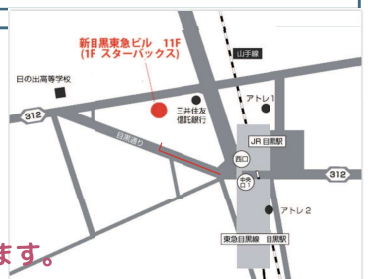 新目黒東急ビル 11F
(1F スターバックス)
山手線
日の出高等学校
三井住友
信託銀行
アトレ1
312
目黒通り
JR 目黒駅
西口
中央
口1
312
アトレ 2
東急目黒線 目黒駅
ます。